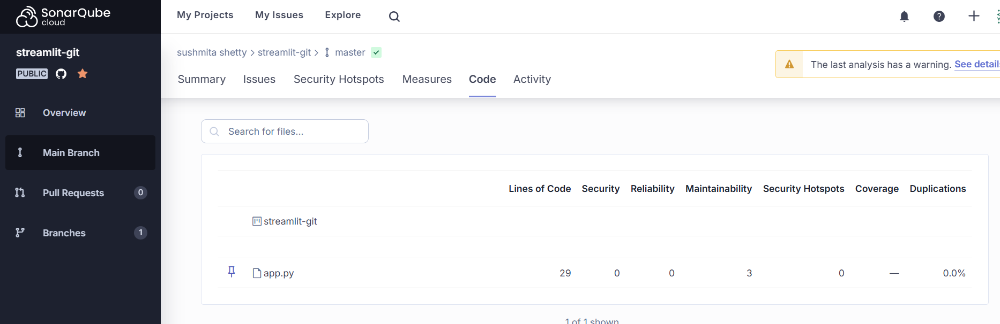 SonarQube
cloud
My Projects My Issues Explore
streamlit-git
PUBLIC
Overview
Main Branch
Pull Requests 0
Branches 1
sushmita shetty > streamlit-git > master
The last analysis has a warning. See details
Summary Issues Security Hotspots Measures Code Activity
Search for files...
Lines of Code Security Reliability Maintainability Security Hotspots Coverage Duplications
streamlit-git
app.py 29 0 0 3 0 — 0.0%
1 of 1 shown